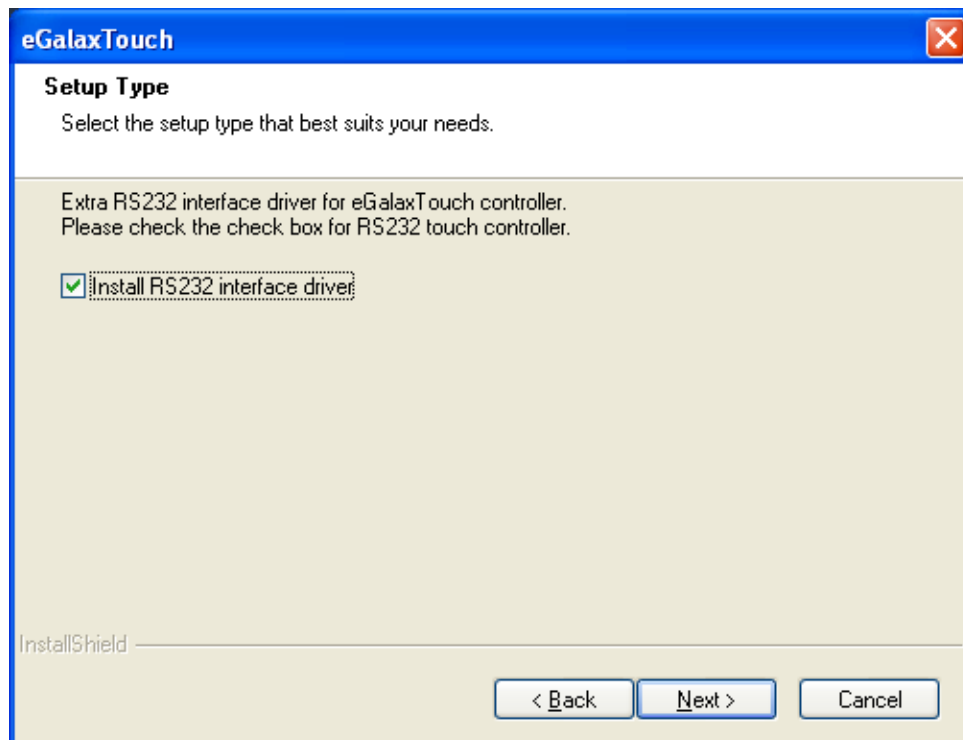 eGalaxTouch
Setup Type
Select the setup type that best suits your needs.
Extra RS232 interface driver for eGalaxTouch controller.
Please check the check box for RS232 touch controller.
Install RS232 interface driver
InstallShield
< Back
Next >
Cancel